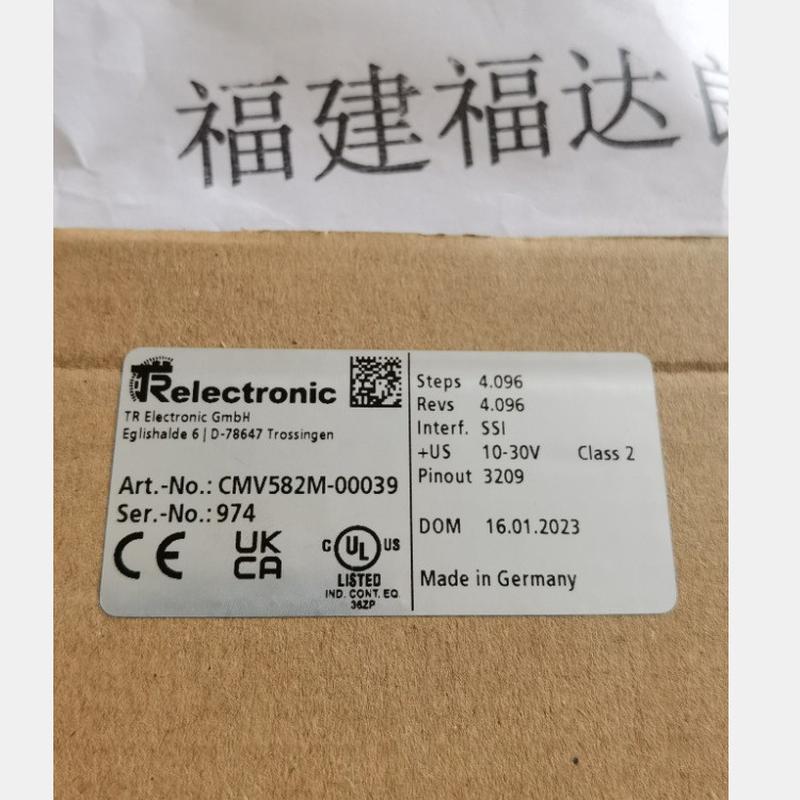 福建福达
TRelectronic
TR Electronic GmbH
Eglishalde 6 | D-78647 Trossingen
Art.-No.: CMV582M-00039
Ser.-No.: 974
CE
UK
CA
C UL US
LISTED
IND. CONT. EQ.
36ZP
Steps 4.096
Revs 4.096
Interf. SSI
+US 10-30V Class 2
Pinout 3209
DOM 16.01.2023
Made in Germany